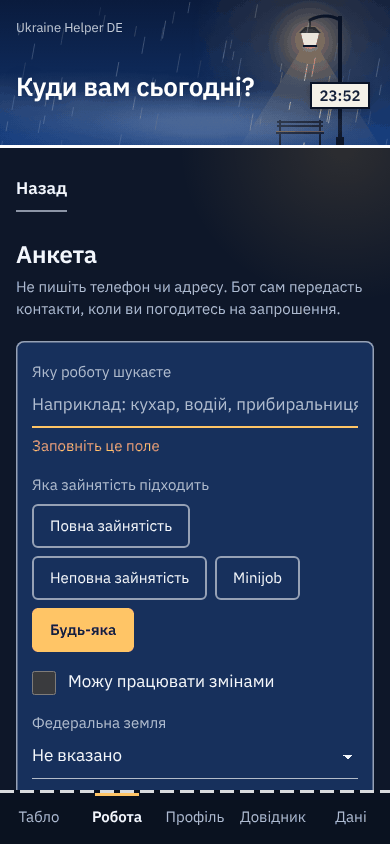 Ukraine Helper DE
Куди вам сьогодні?
23:52
Назад
Анкета
Не пишіть телефон чи адресу. Бот сам передасть
контакти, коли ви погодитесь на запрошення.
Яку роботу шукаєте
Наприклад: кухар, водій, прибиральниця
Заповніть це поле
Яка зайнятість підходить
Повна зайнятість
Неповна зайнятість Minijob
Будь-яка
Можу працювати змінами
Федеральна земля
Не вказано
Табло Робота Профіль Довідник Дані